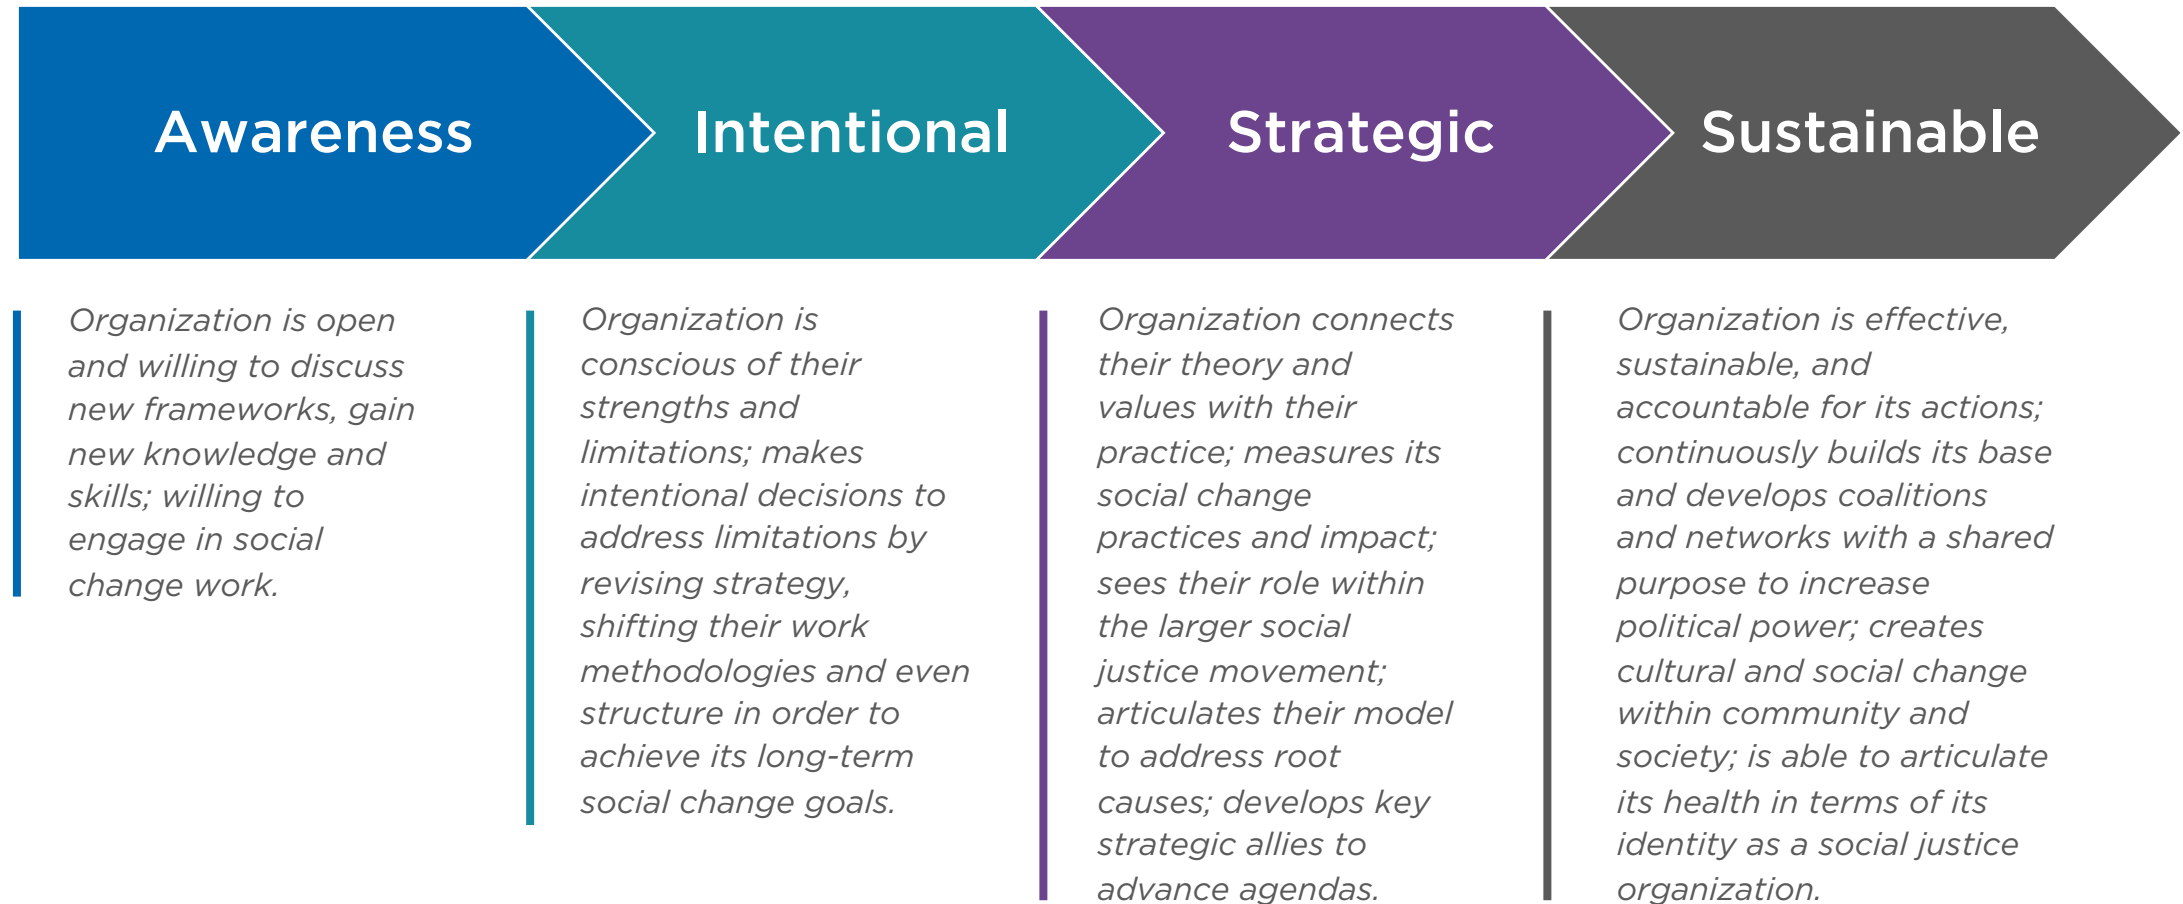 Awareness
Intentional
Strategic
Sustainable
Organization is open
and willing to discuss
new frameworks, gain
new knowledge and
skills; willing to
engage in social
change work.
Organization is
conscious of their
strengths and
limitations; makes
intentional decisions to
address limitations by
revising strategy,
shifting their work
methodologies and even
structure in order to
achieve its long-term
social change goals.
Organization connects
their theory and
values with their
practice; measures its
social change
practices and impact;
sees their role within
the larger social
justice movement;
articulates their model
to address root
causes; develops key
strategic allies to
advance agendas.
Organization is effective,
sustainable, and
accountable for its actions;
continuously builds its base
and develops coalitions
and networks with a shared
purpose to increase
political power; creates
cultural and social change
within community and
society; is able to articulate
its health in terms of its
identity as a social justice
organization.